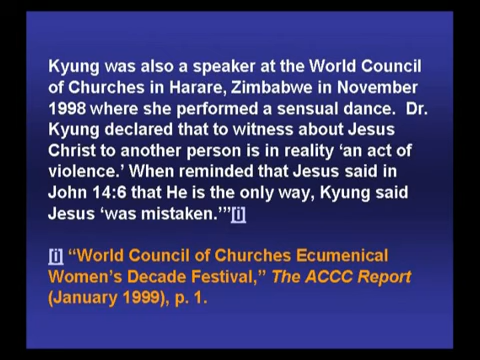 Kyung was also a speaker at the World Council
of Churches in Harare, Zimbabwe in November
1998 where she performed a sensual dance.  Dr.
Kyung declared that to witness about Jesus
Christ to another person is in reality ‘an act of
violence.’ When reminded that Jesus said in
John 14:6 that He is the only way, Kyung said
Jesus ‘was mistaken.’”[i]
[i] “World Council of Churches Ecumenical
Women’s Decade Festival,” The ACCC Report
(January 1999), p. 1.